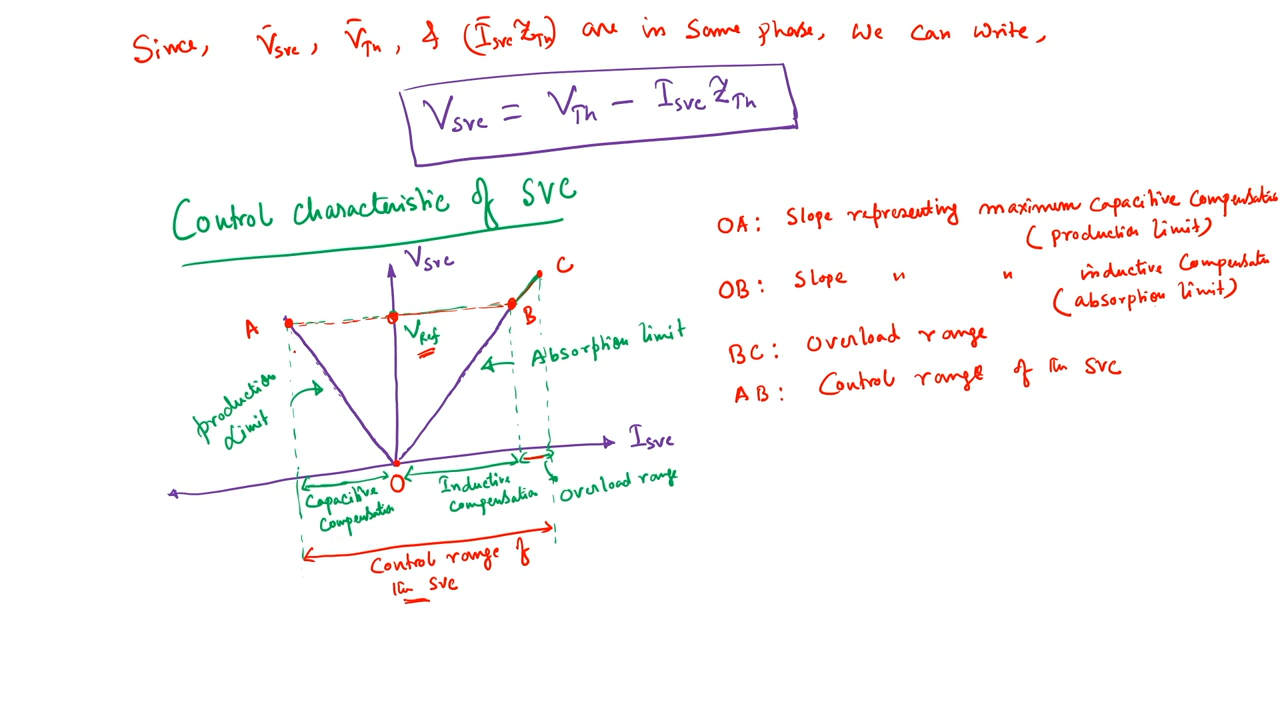 Since, V̄svc, V̄Th, & (ĪsvcZTh) are in same phase, we can write,
Vsvc = VTh − Isvc ZTh
Control characteristic of SVC
OA: Slope representing maximum capacitive compensation
(production limit)
OB: Slope " " inductive compensation
(absorption limit)
BC: Overload range
AB: Control range of the SVC
Vsvc
C
A
B
VRef
Absorption limit
production
Limit
Isvc
O
Capacitive
compensation
Inductive
compensation
Overload range
Control range of
the SVC